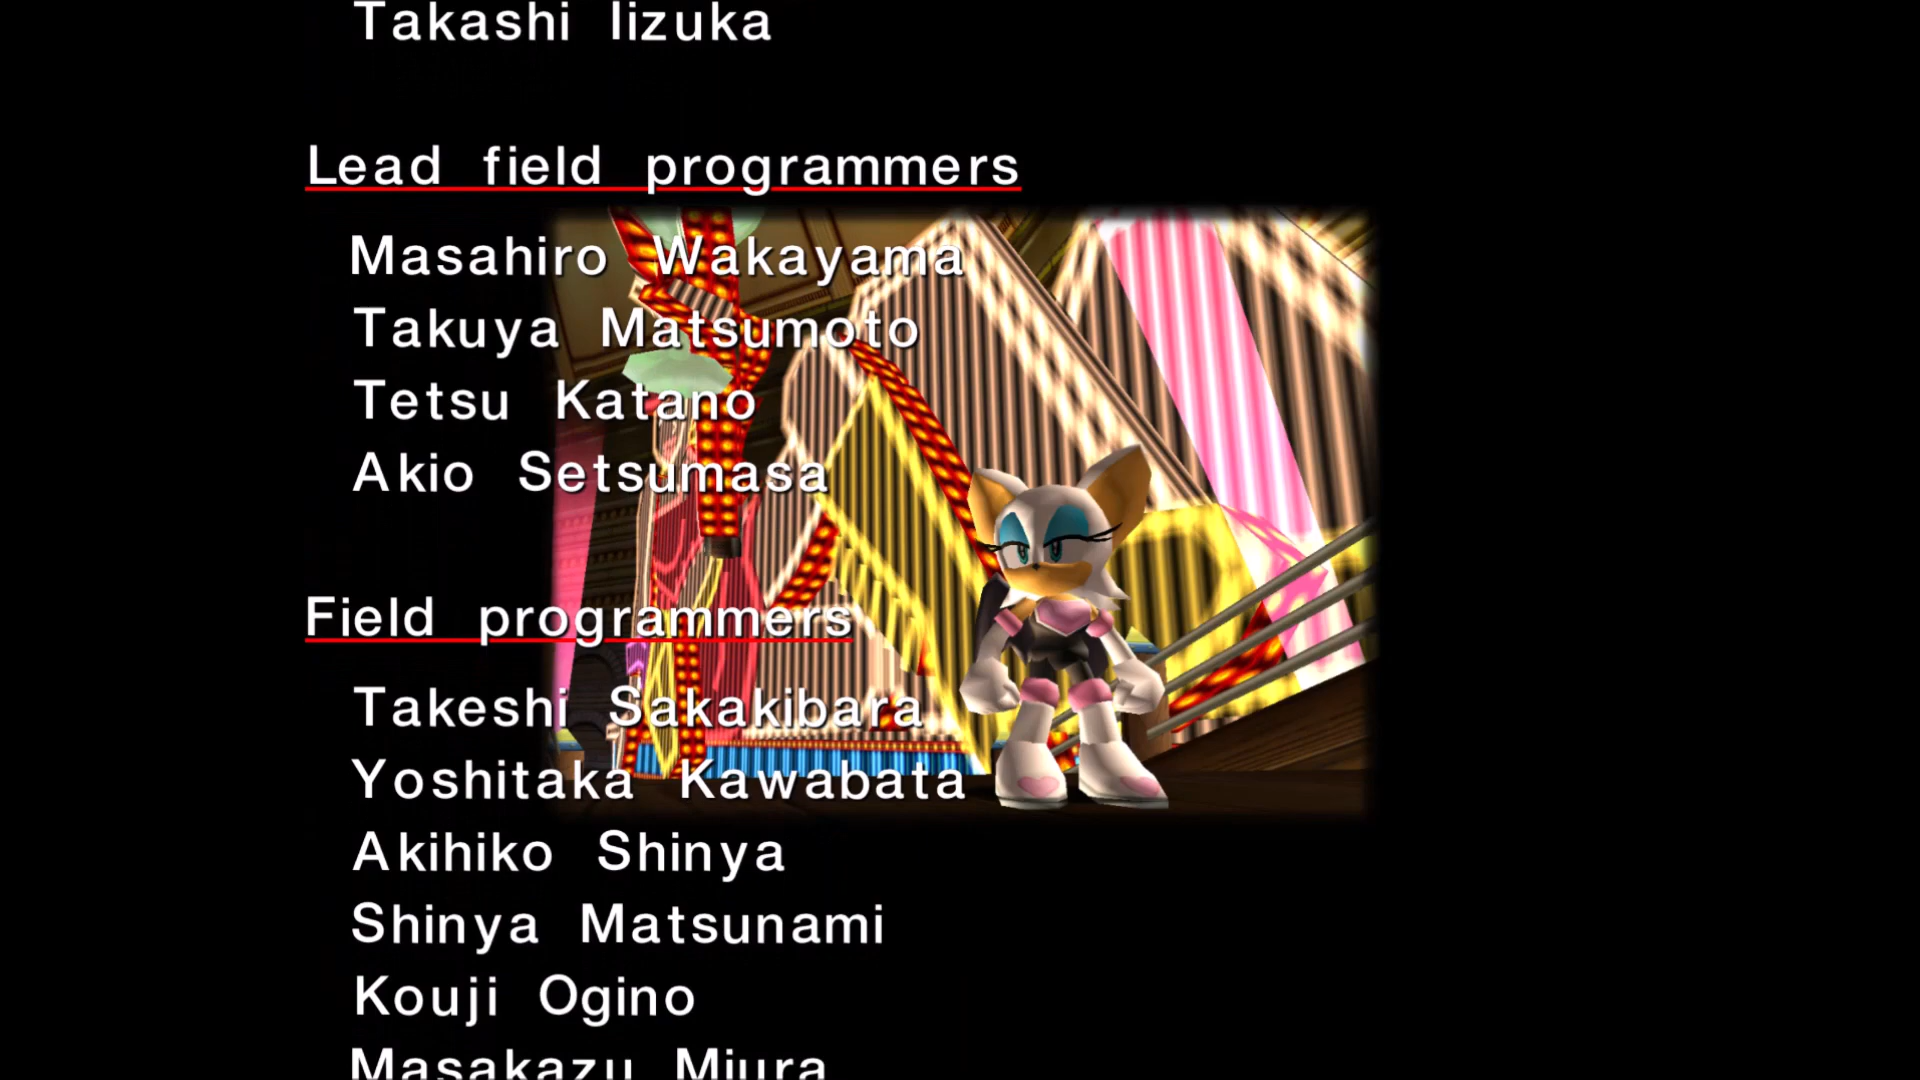 Takashi Iizuka
Lead field programmers
Masahiro Wakayama
Takuya Matsumoto
Tetsu Katano
Akio Setsumasa
Field programmers
Takeshi Sakakibara
Yoshitaka Kawabata
Akihiko Shinya
Shinya Matsunami
Kouji Ogino
Masakazu Miura